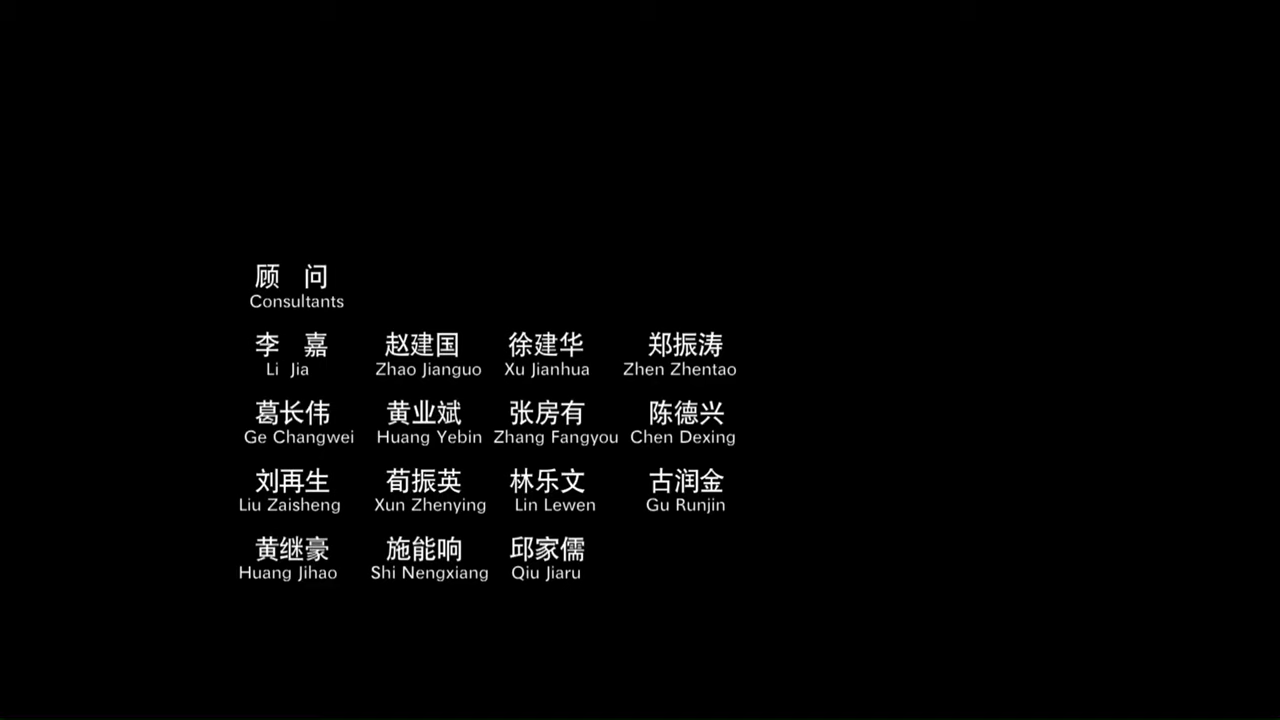 顾 问
Consultants
李 嘉 赵建国 徐建华 郑振涛
Li Jia Zhao Jianguo Xu Jianhua Zhen Zhentao
葛长伟 黄业斌 张房有 陈德兴
Ge Changwei Huang Yebin Zhang Fangyou Chen Dexing
刘再生 荀振英 林乐文 古润金
Liu Zaisheng Xun Zhenying Lin Lewen Gu Runjin
黄继豪 施能响 邱家儒
Huang Jihao Shi Nengxiang Qiu Jiaru